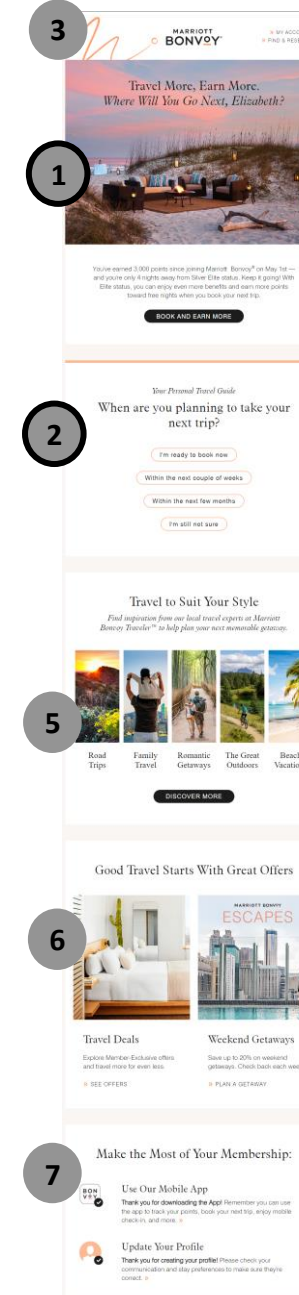 3
MARRIOTT
BONVOY
» MY ACCO
» FIND & RESE
Travel More, Earn More.
Where Will You Go Next, Elizabeth?
1
You've earned 3,000 points since joining Marriott Bonvoy® on May 1st —
and you're only 4 nights away from Silver Elite status. Keep it going! With
Elite status, you can enjoy even more benefits and earn more points
toward free nights when you book your next trip.
BOOK AND EARN MORE
Your Personal Travel Guide
When are you planning to take your
next trip?
2
I'm ready to book now
Within the next couple of weeks
Within the next few months
I'm still not sure
Travel to Suit Your Style
Find inspiration from our local travel experts at Marriott
Bonvoy Traveler™ to help plan your next memorable getaway.
5
Road Trips
Family Travel
Romantic Getaways
The Great Outdoors
Beach Vacation
DISCOVER MORE
Good Travel Starts With Great Offers
6
MARRIOTT BONVOY
ESCAPES
Travel Deals
Explore Member-Exclusive offers
and travel more for even less.
» SEE OFFERS
Weekend Getaways
Save up to 20% on weekend
getaways. Check back each wee
» PLAN A GETAWAY
Make the Most of Your Membership:
7
BON
VOY
Use Our Mobile App
Thank you for downloading the App! Remember you can use
the app to track your points, book your next trip, enjoy mobile
check-in, and more. »
Update Your Profile
Thank you for creating your profile! Please check your
communication and stay preferences to make sure they're
correct. »